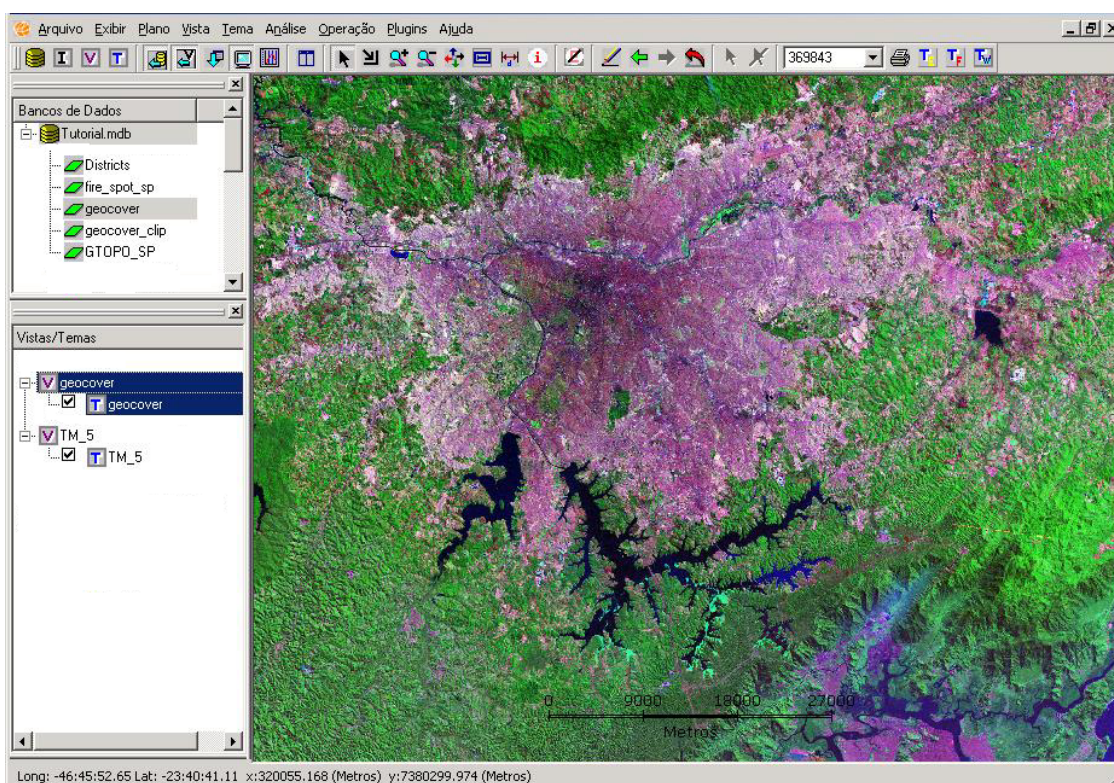 Arquivo Exibir Plano Vista Tema Análise Operação Plugins Ajuda
I V T i 369843 T TF TW
Bancos de Dados
Tutorial.mdb
Districts
fire_spot_sp
geocover
geocover_clip
GTOPO_SP
Vistas/Temas
V geocover
T geocover
V TM_5
T TM_5
0 9000 18000 27000
Metros
Long: -46:45:52.65 Lat: -23:40:41.11 x:320055.168 (Metros) y:7380299.974 (Metros)